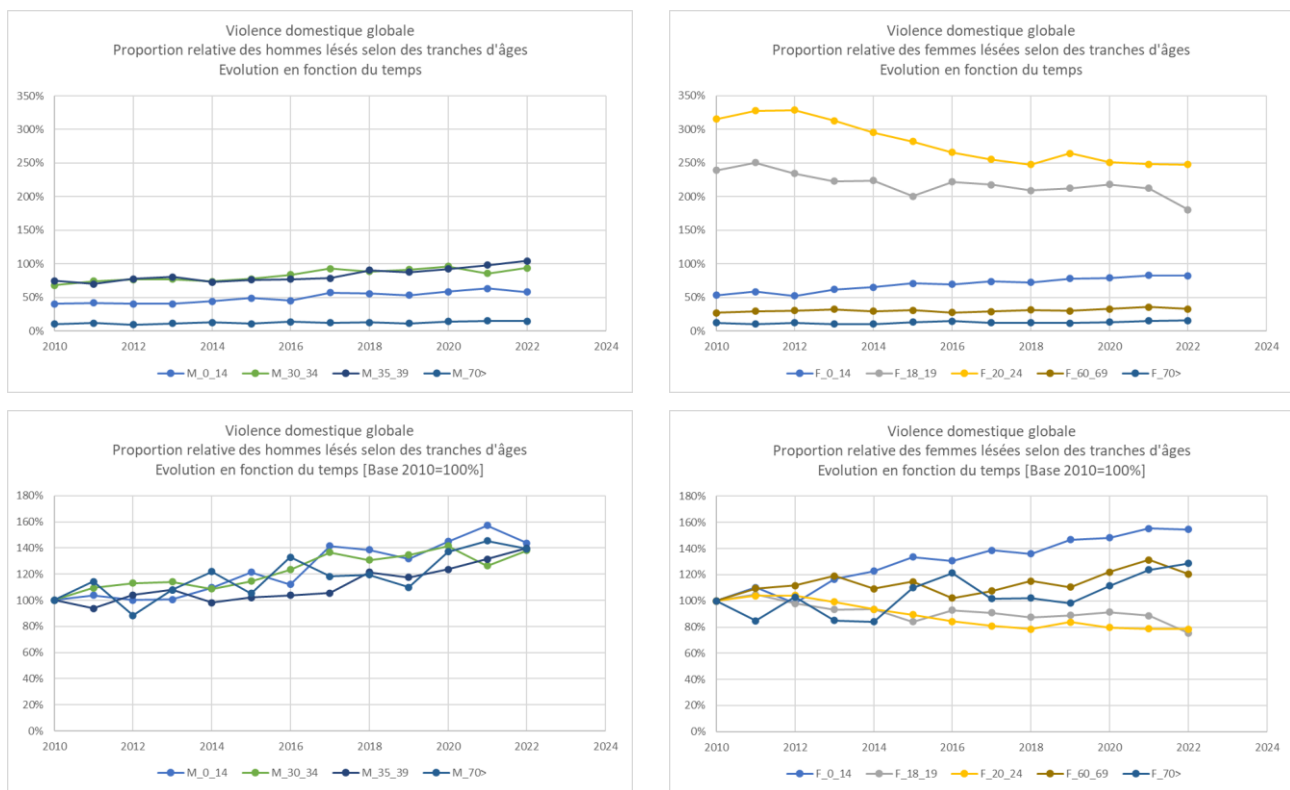 Violence domestique globale
Proportion relative des hommes lésés selon des tranches d'âges
Evolution en fonction du temps
350%
300%
250%
200%
150%
100%
50%
0%
2010 2012 2014 2016 2018 2020 2022 2024
M_0_14 M_30_34 M_35_39 M_70>
Violence domestique globale
Proportion relative des femmes lésées selon des tranches d'âges
Evolution en fonction du temps
350%
300%
250%
200%
150%
100%
50%
0%
2010 2012 2014 2016 2018 2020 2022 2024
F_0_14 F_18_19 F_20_24 F_60_69 F_70>
Violence domestique globale
Proportion relative des hommes lésés selon des tranches d'âges
Evolution en fonction du temps [Base 2010=100%]
180%
160%
140%
120%
100%
80%
60%
40%
20%
0%
2010 2012 2014 2016 2018 2020 2022 2024
M_0_14 M_30_34 M_35_39 M_70>
Violence domestique globale
Proportion relative des femmes lésées selon des tranches d'âges
Evolution en fonction du temps [Base 2010=100%]
180%
160%
140%
120%
100%
80%
60%
40%
20%
0%
2010 2012 2014 2016 2018 2020 2022 2024
F_0_14 F_18_19 F_20_24 F_60_69 F_70>